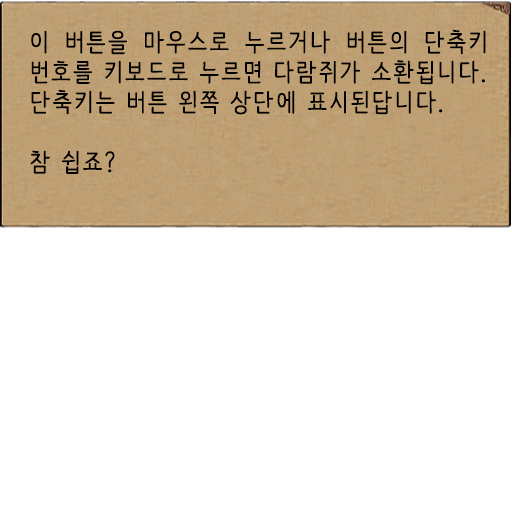 이 버튼을 마우스로 누르거나 버튼의 단축키
번호를 키보드로 누르면 다람쥐가 소환됩니다.
단축키는 버튼 왼쪽 상단에 표시된답니다.
참 쉽죠?